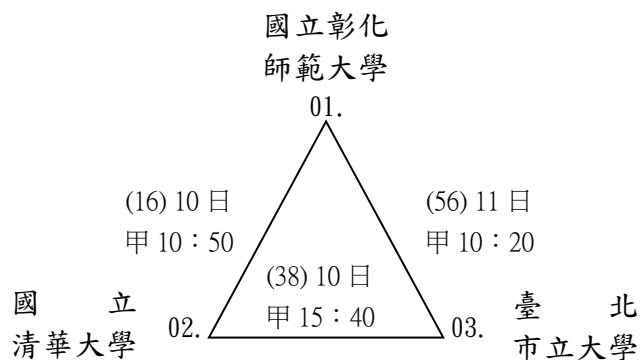 國立彰化
師範大學
01.
(16) 10 日
甲 10：50
(56) 11 日
甲 10：20
(38) 10 日
甲 15：40
國 立
清華大學
02.
03.
臺 北
市立大學